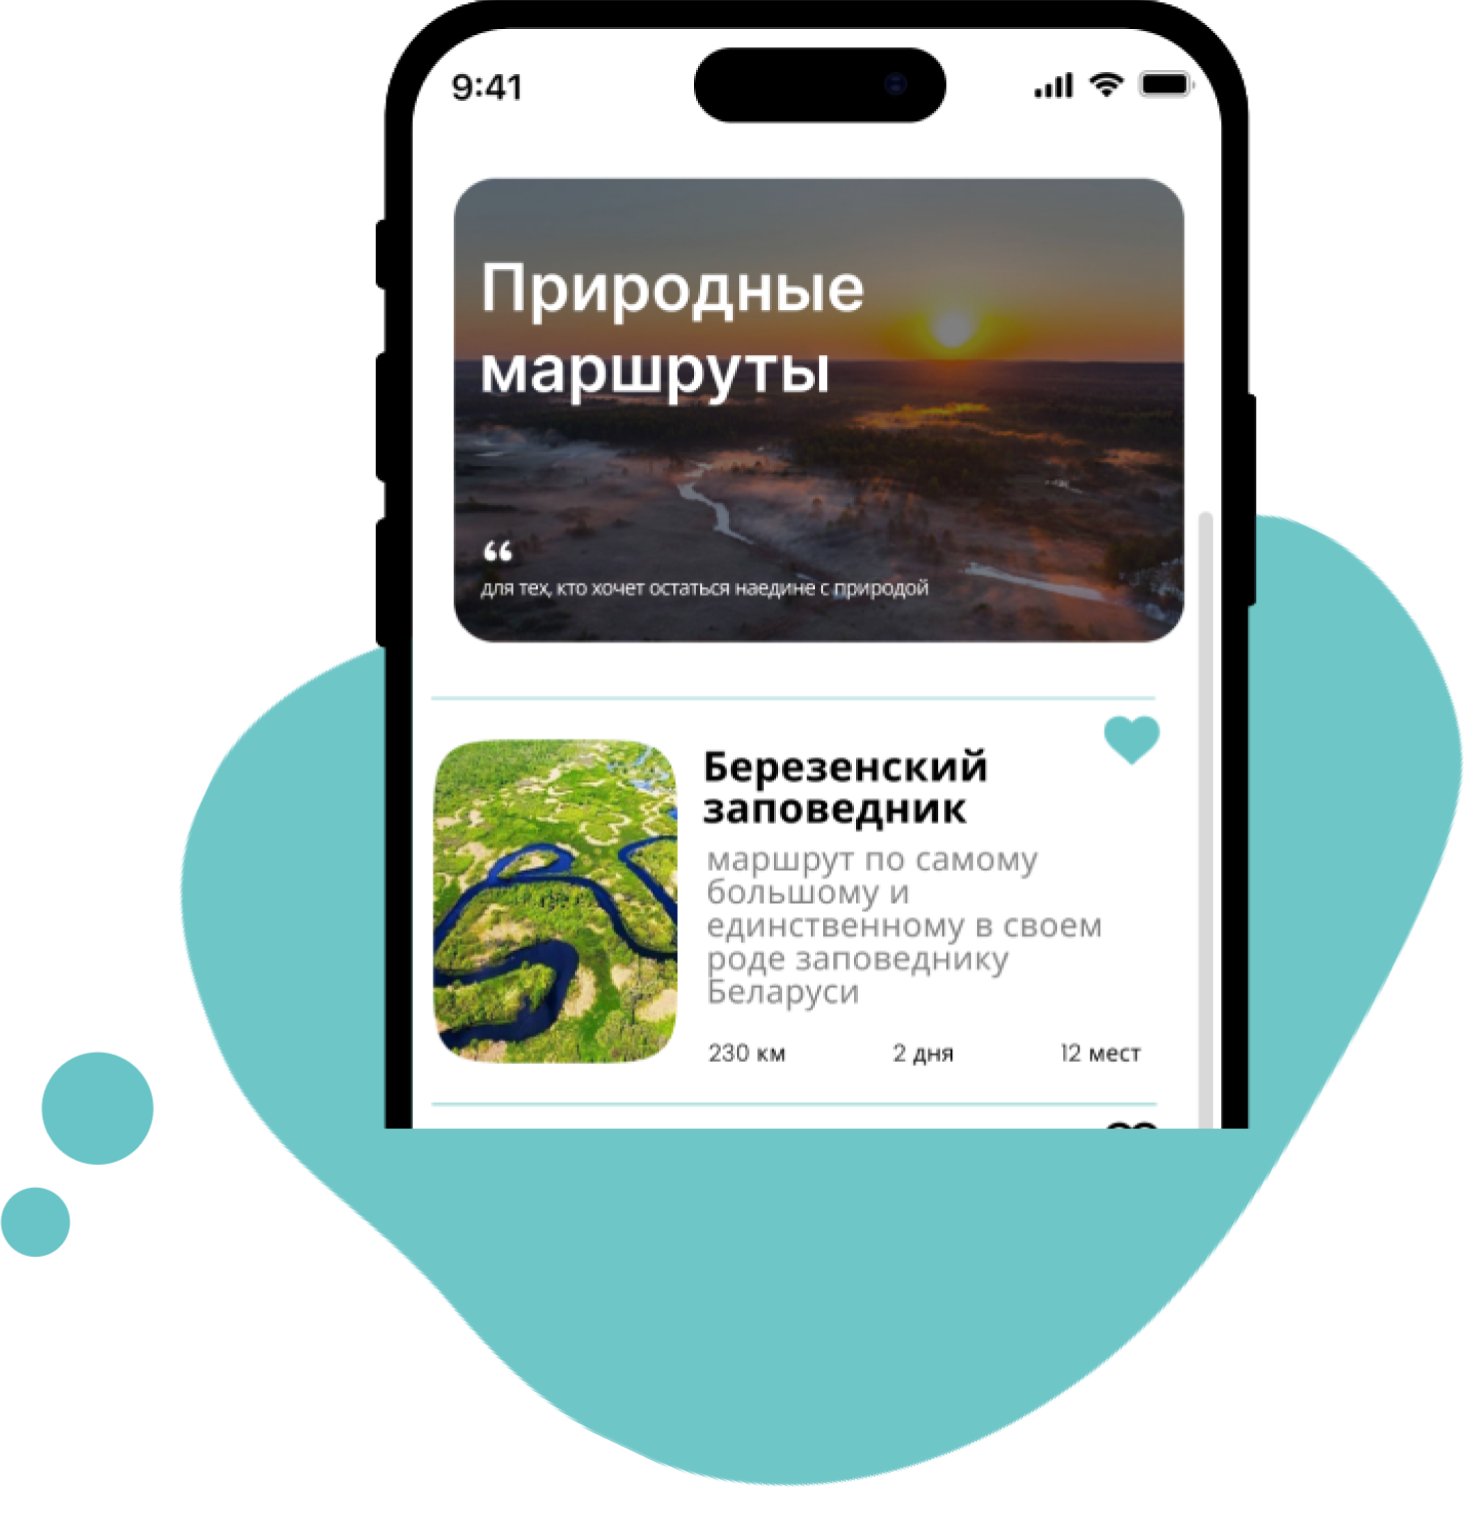 9:41
Природные
маршруты
“
для тех, кто хочет остаться наедине с природой
Березенский
заповедник
маршрут по самому
большому и
единственному в своем
роде заповеднику
Беларуси
230 км 2 дня 12 мест